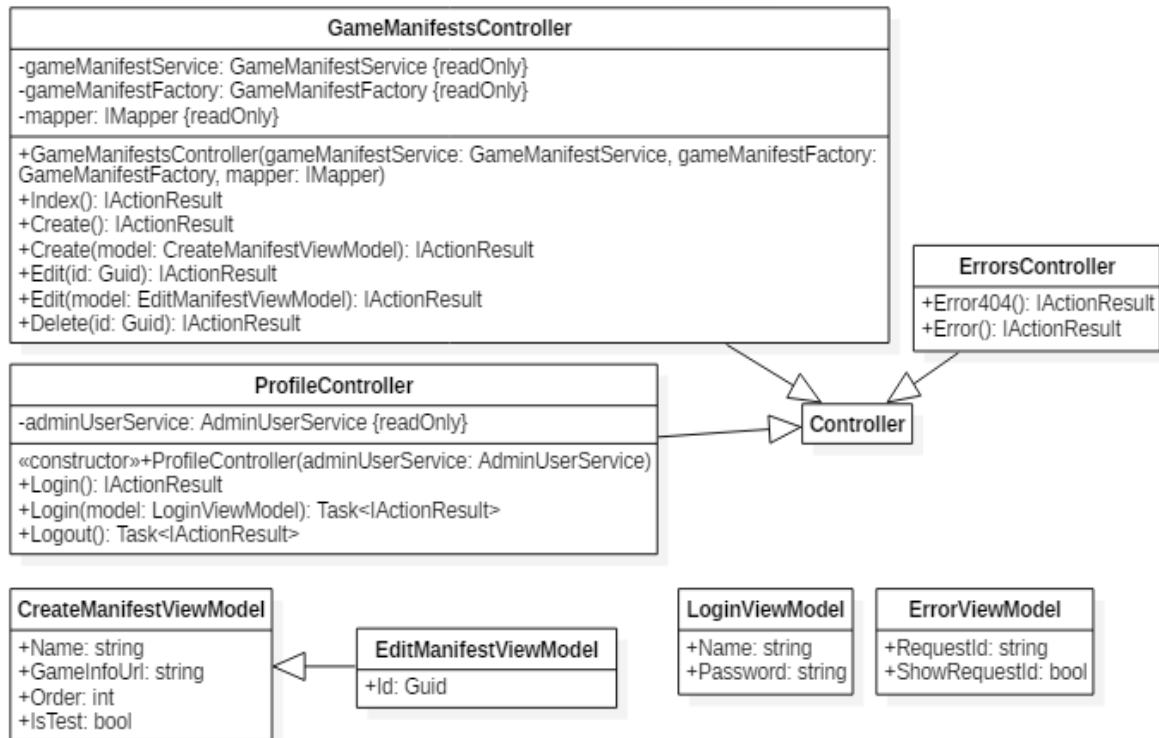 GameManifestsController
-gameManifestService: GameManifestService {readOnly}
-gameManifestFactory: GameManifestFactory {readOnly}
-mapper: IMapper {readOnly}
+GameManifestsController(gameManifestService: GameManifestService, gameManifestFactory:
GameManifestFactory, mapper: IMapper)
+Index(): IActionResult
+Create(): IActionResult
+Create(model: CreateManifestViewModel): IActionResult
+Edit(id: Guid): IActionResult
+Edit(model: EditManifestViewModel): IActionResult
+Delete(id: Guid): IActionResult
ErrorsController
+Error404(): IActionResult
+Error(): IActionResult
ProfileController
-adminUserService: AdminUserService {readOnly}
«constructor»+ProfileController(adminUserService: AdminUserService)
+Login(): IActionResult
+Login(model: LoginViewModel): Task<IActionResult>
+Logout(): Task<IActionResult>
Controller
CreateManifestViewModel
+Name: string
+GameInfoUrl: string
+Order: int
+IsTest: bool
EditManifestViewModel
+Id: Guid
LoginViewModel
+Name: string
+Password: string
ErrorViewModel
+RequestId: string
+ShowRequestId: bool